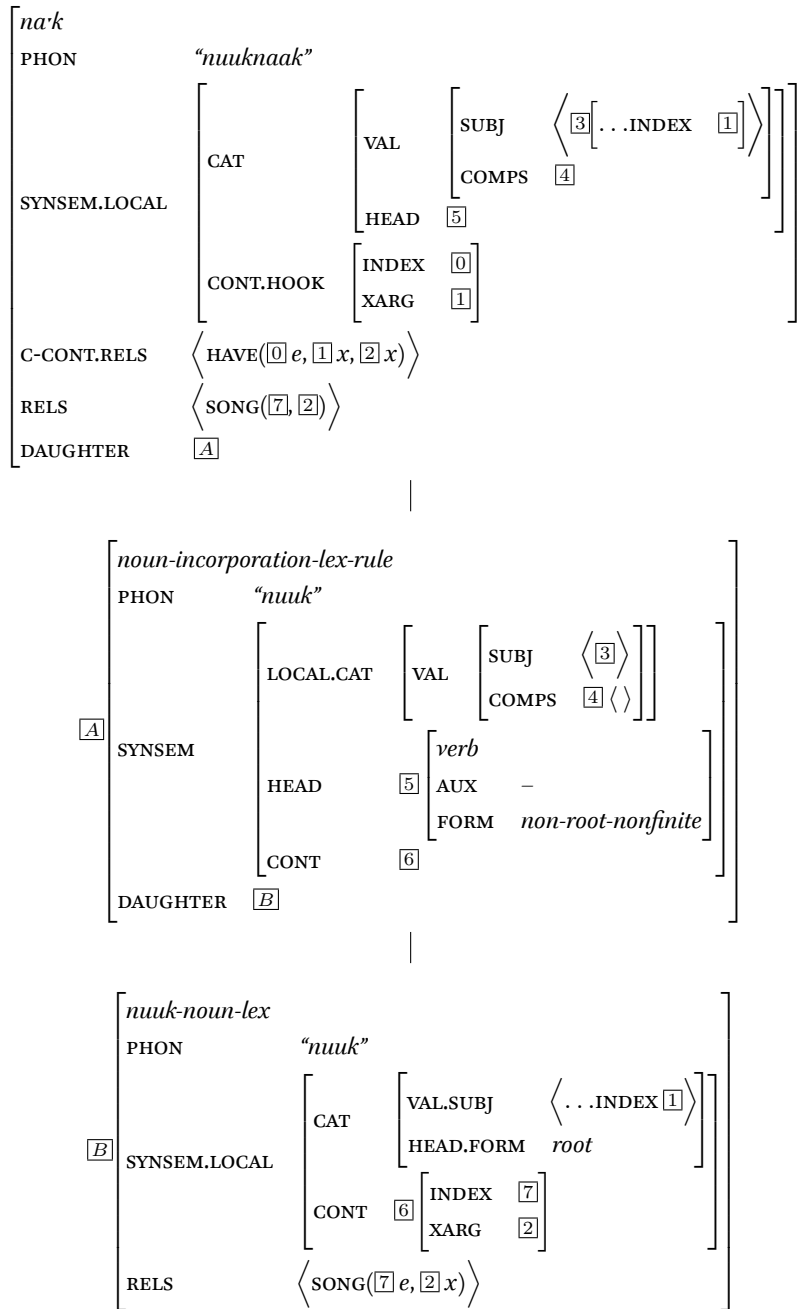 na·k
PHON “nuuknaak”
SYNSEM.LOCAL
CAT
VAL
SUBJ ⟨ 3 [ . . .INDEX 1 ] ⟩
COMPS 4
HEAD 5
CONT.HOOK
INDEX 0
XARG 1
C-CONT.RELS ⟨ HAVE( 0 e, 1 x, 2 x) ⟩
RELS ⟨ SONG( 7 , 2 ) ⟩
DAUGHTER A
A
noun-incorporation-lex-rule
PHON “nuuk”
SYNSEM
LOCAL.CAT
VAL
SUBJ ⟨ 3 ⟩
COMPS 4 ⟨ ⟩
HEAD 5
verb
AUX –
FORM non-root-nonfinite
CONT 6
DAUGHTER B
B
nuuk-noun-lex
PHON “nuuk”
SYNSEM.LOCAL
CAT
VAL.SUBJ ⟨ . . .INDEX 1 ⟩
HEAD.FORM root
CONT 6
INDEX 7
XARG 2
RELS ⟨ SONG( 7 e, 2 x) ⟩